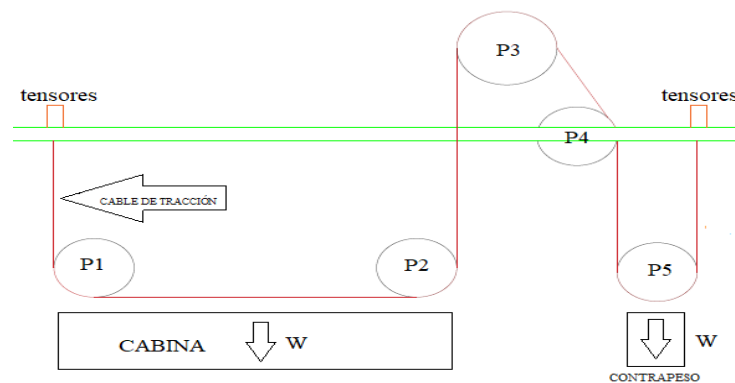 P3
tensores
tensores
P4
CABLE DE TRACCIÓN
P1
P2
P5
CABINA
W
W
CONTRAPESO